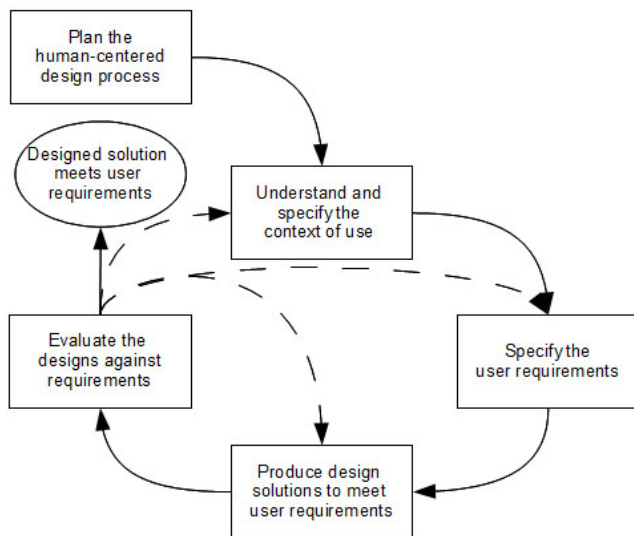 Plan the
human-centered
design process
Designed solution
meets user
requirements
Understand and
specify the
context of use
Evaluate the
designs against
requirements
Specify the
user requirements
Produce design
solutions to meet
user requirements